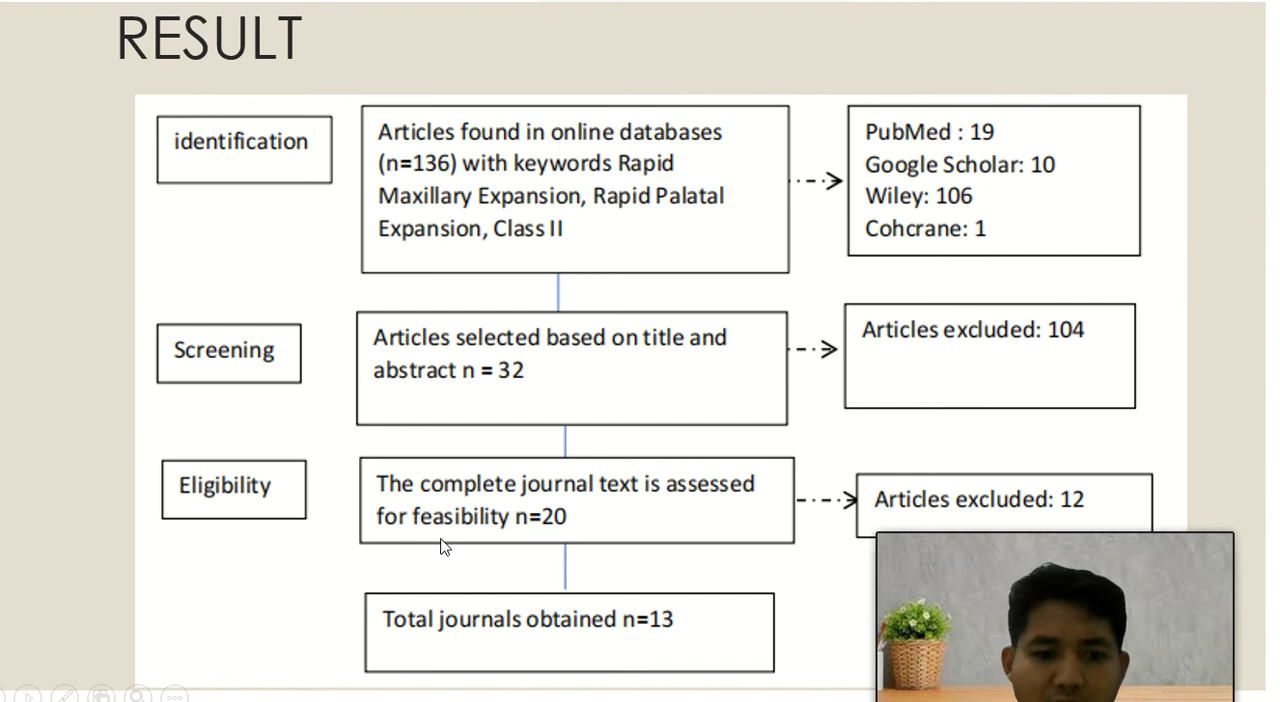 RESULT
identification
Articles found in online databases
(n=136) with keywords Rapid
Maxillary Expansion, Rapid Palatal
Expansion, Class II
PubMed : 19
Google Scholar: 10
Wiley: 106
Cohcrane: 1
Screening
Articles selected based on title and
abstract n = 32
Articles excluded: 104
Eligibility
The complete journal text is assessed
for feasibility n=20
Articles excluded: 12
Total journals obtained n=13